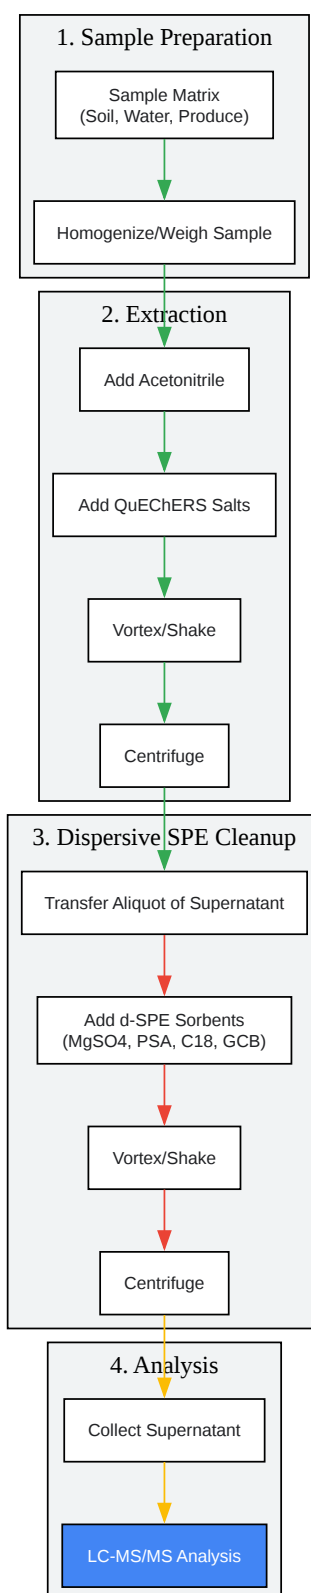 1. Sample Preparation
Sample Matrix
(Soil, Water, Produce)
Homogenize/Weigh Sample
2. Extraction
Add Acetonitrile
Add QuEChERS Salts
Vortex/Shake
Centrifuge
3. Dispersive SPE Cleanup
Transfer Aliquot of Supernatant
Add d-SPE Sorbents
(MgSO4, PSA, C18, GCB)
Vortex/Shake
Centrifuge
4. Analysis
Collect Supernatant
LC-MS/MS Analysis